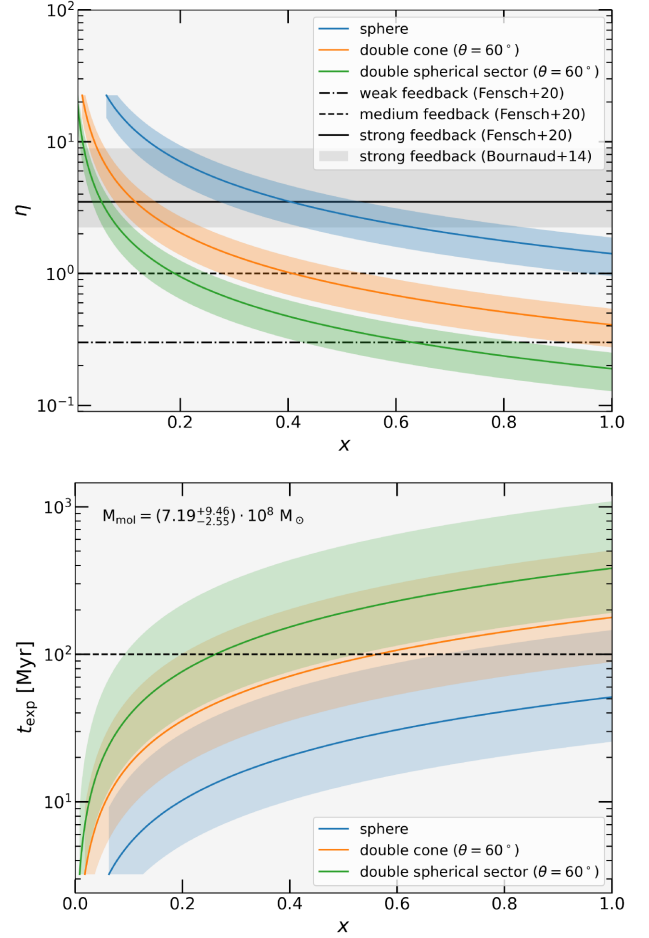 10²
sphere
double cone (θ = 60°)
double spherical sector (θ = 60°)
weak feedback (Fensch+20)
medium feedback (Fensch+20)
strong feedback (Fensch+20)
strong feedback (Bournaud+14)
10¹
η
10⁰
10⁻¹
0.2 0.4 0.6 0.8 1.0
x
M_mol = (7.19^{+9.46}_{-2.55}) · 10⁸ M_⊙
10³
10²
t_exp [Myr]
10¹
sphere
double cone (θ = 60°)
double spherical sector (θ = 60°)
0.0 0.2 0.4 0.6 0.8 1.0
x